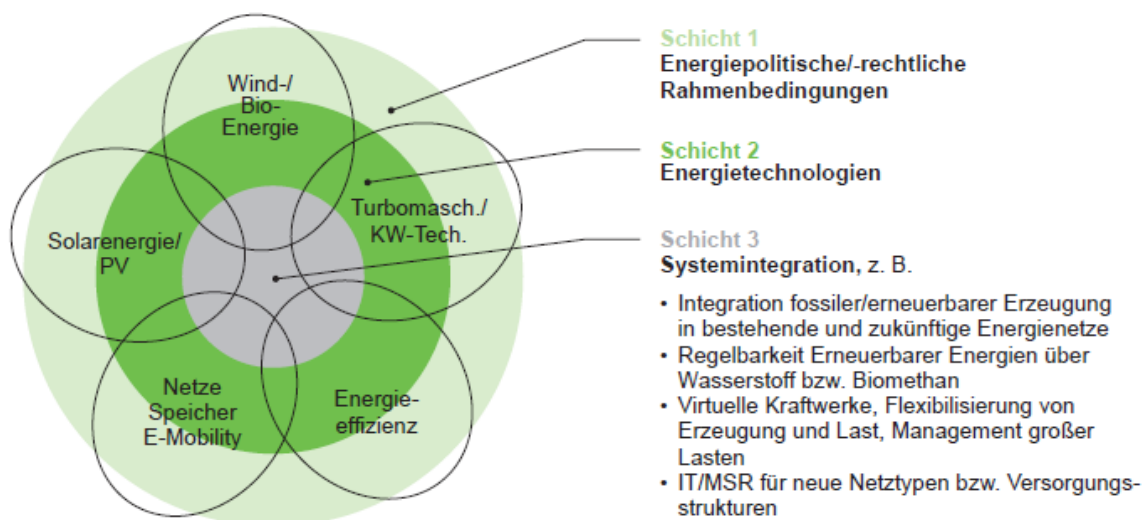 Wind-/
Bio-
Energie
Turbomasch./
KW-Tech.
Solarenergie/
PV
Netze
Speicher
E-Mobility
Energie-
effizienz
Schicht 1
Energiepolitische/-rechtliche
Rahmenbedingungen
Schicht 2
Energietechnologien
Schicht 3
Systemintegration, z. B.
• Integration fossiler/erneuerbarer Erzeugung
in bestehende und zukünftige Energienetze
• Regelbarkeit Erneuerbarer Energien über
Wasserstoff bzw. Biomethan
• Virtuelle Kraftwerke, Flexibilisierung von
Erzeugung und Last, Management großer
Lasten
• IT/MSR für neue Netztypen bzw. Versorgungs-
strukturen